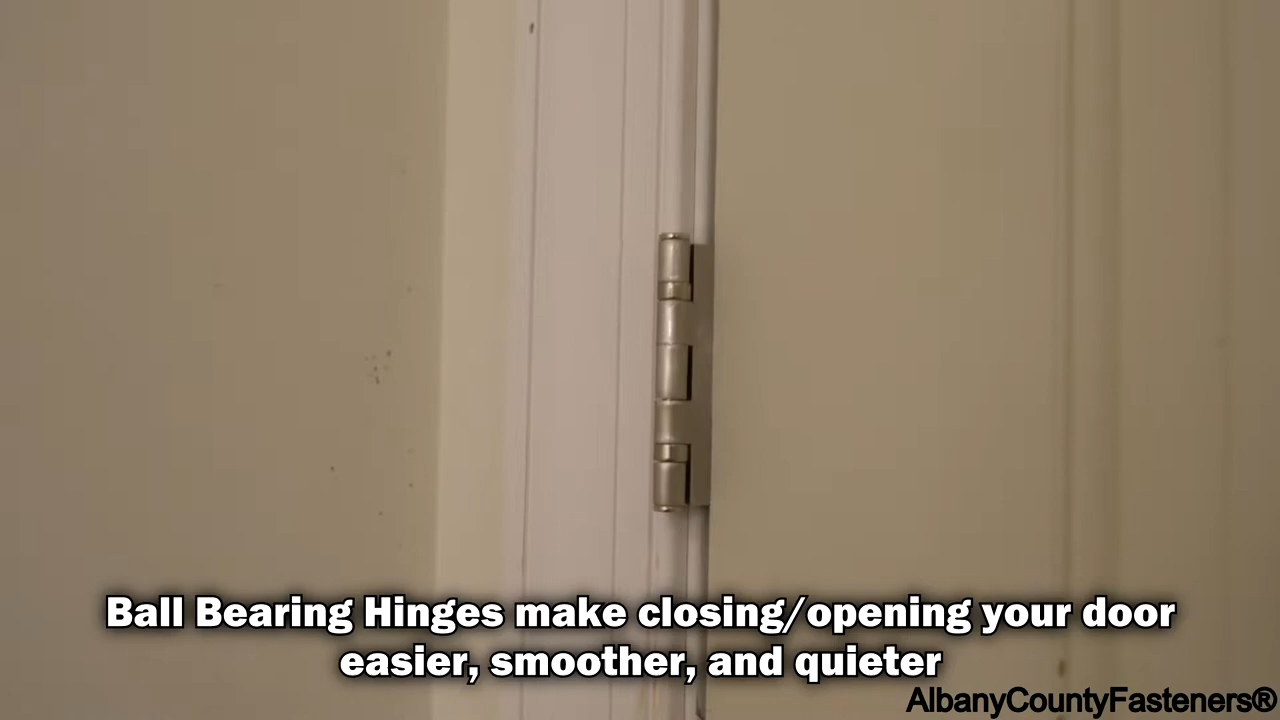 Ball Bearing Hinges make closing/opening your door
easier, smoother, and quieter
AlbanyCountyFasteners®